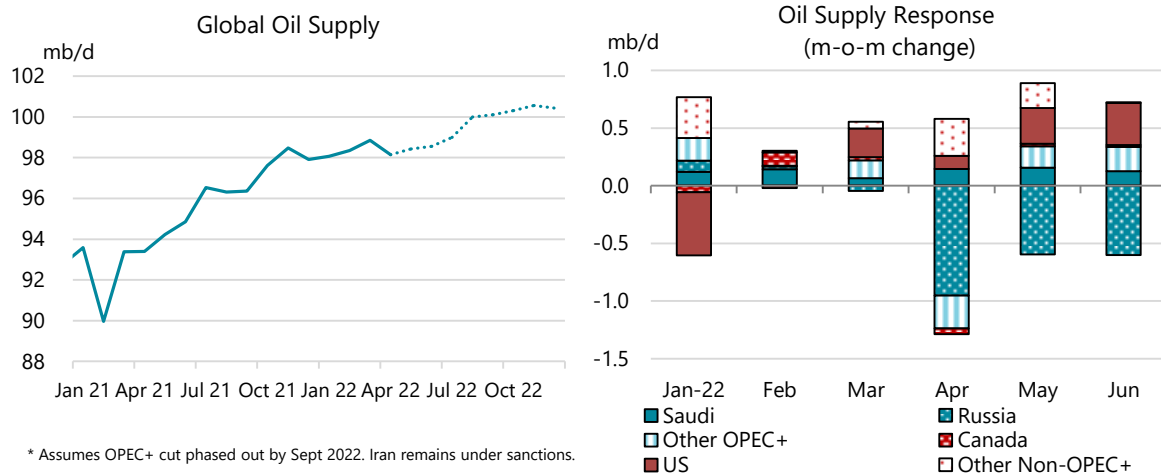 Global Oil Supply
mb/d
102
100
98
96
94
92
90
88
Jan 21 Apr 21 Jul 21 Oct 21 Jan 22 Apr 22 Jul 22 Oct 22
* Assumes OPEC+ cut phased out by Sept 2022. Iran remains under sanctions.
Oil Supply Response
(m-o-m change)
mb/d
1.0
0.5
0.0
-0.5
-1.0
-1.5
Jan-22 Feb Mar Apr May Jun
Saudi Russia
Other OPEC+ Canada
US Other Non-OPEC+